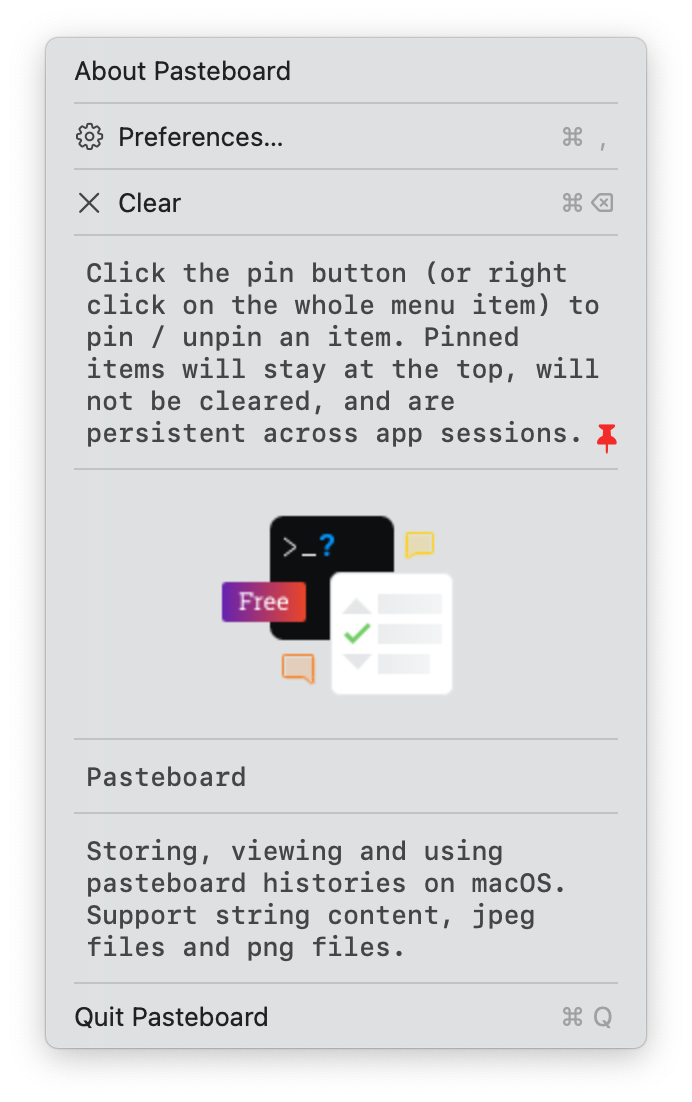 About Pasteboard
Preferences... ⌘ ,
Clear ⌘ ⌫
Click the pin button (or right
click on the whole menu item) to
pin / unpin an item. Pinned
items will stay at the top, will
not be cleared, and are
persistent across app sessions.
>_?
Free
Pasteboard
Storing, viewing and using
pasteboard histories on macOS.
Support string content, jpeg
files and png files.
Quit Pasteboard ⌘ Q